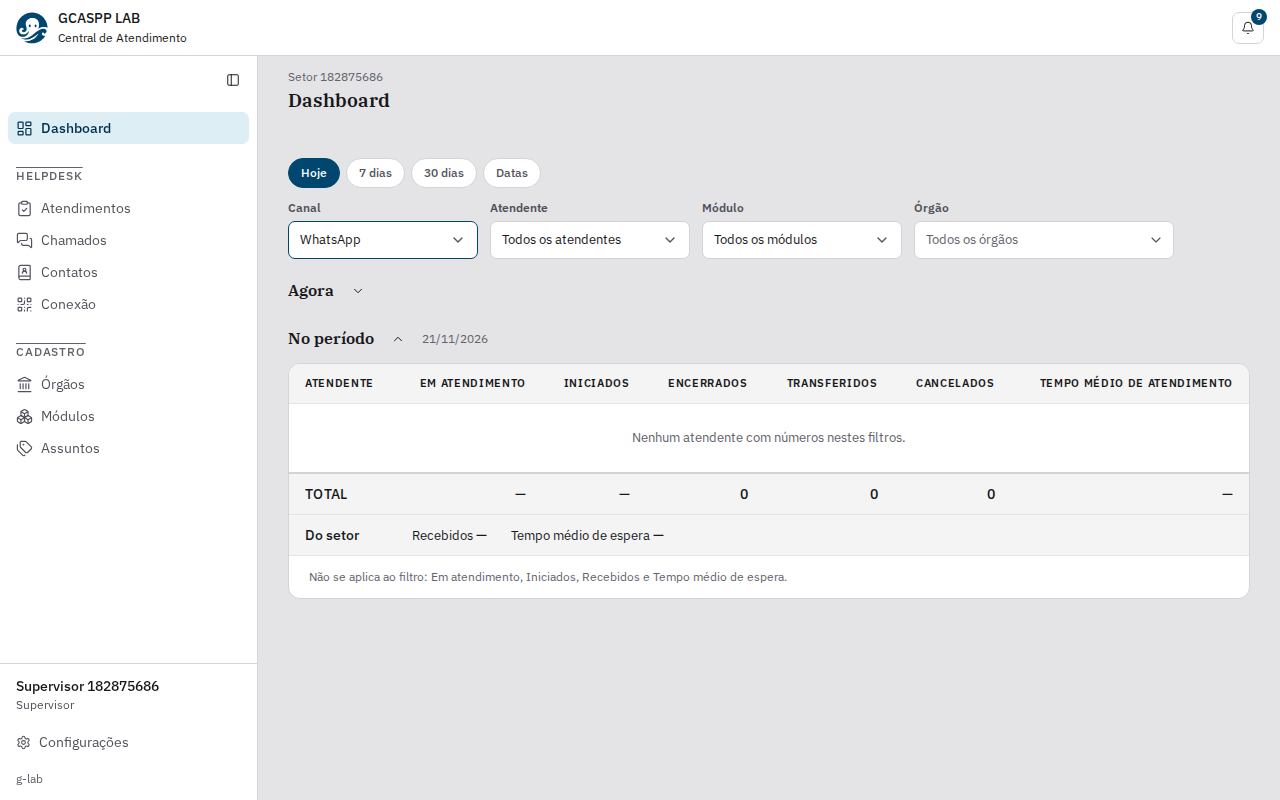 GCASPP LAB
Central de Atendimento
9
Dashboard
HELPDESK
Atendimentos
Chamados
Contatos
Conexão
CADASTRO
Órgãos
Módulos
Assuntos
Supervisor 182875686
Supervisor
Configurações
g-lab
Setor 182875686
Dashboard
Hoje 7 dias 30 dias Datas
Canal Atendente Módulo Órgão
WhatsApp Todos os atendentes Todos os módulos Todos os órgãos
Agora
No período 21/11/2026
ATENDENTE EM ATENDIMENTO INICIADOS ENCERRADOS TRANSFERIDOS CANCELADOS TEMPO MÉDIO DE ATENDIMENTO
Nenhum atendente com números nestes filtros.
TOTAL — — 0 0 0 —
Do setor Recebidos — Tempo médio de espera —
Não se aplica ao filtro: Em atendimento, Iniciados, Recebidos e Tempo médio de espera.